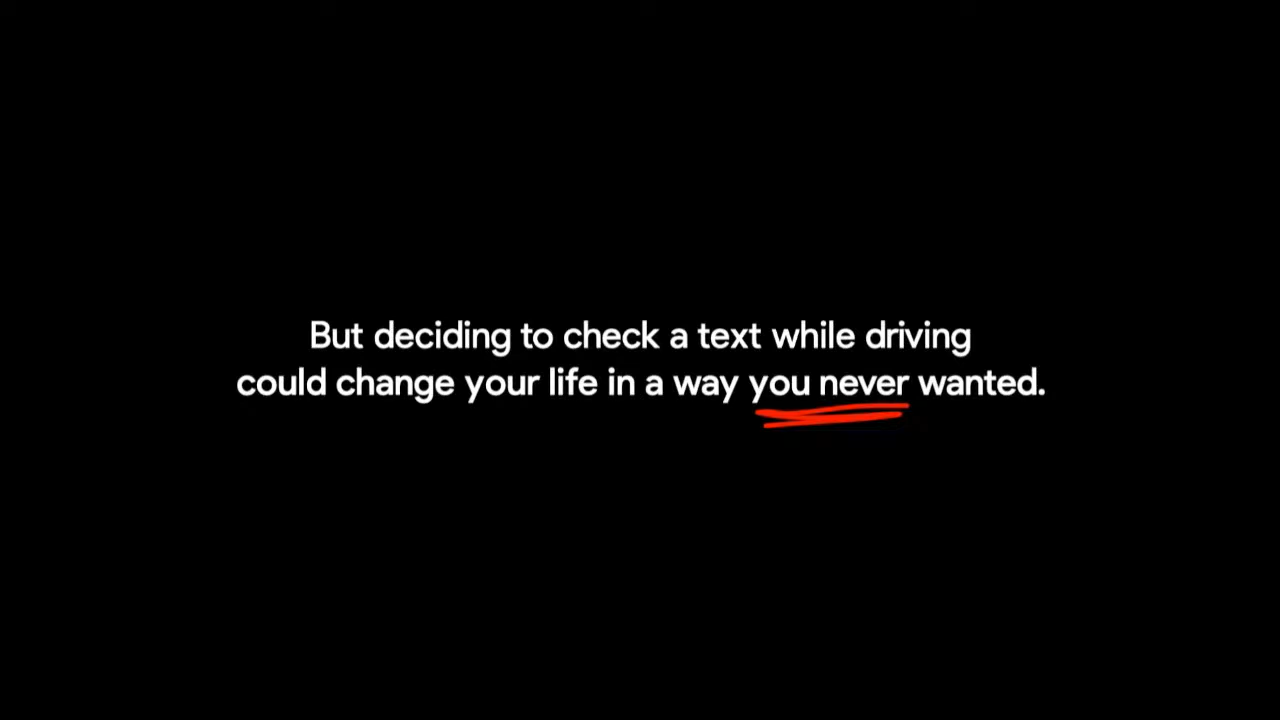 But deciding to check a text while driving
could change your life in a way you never wanted.